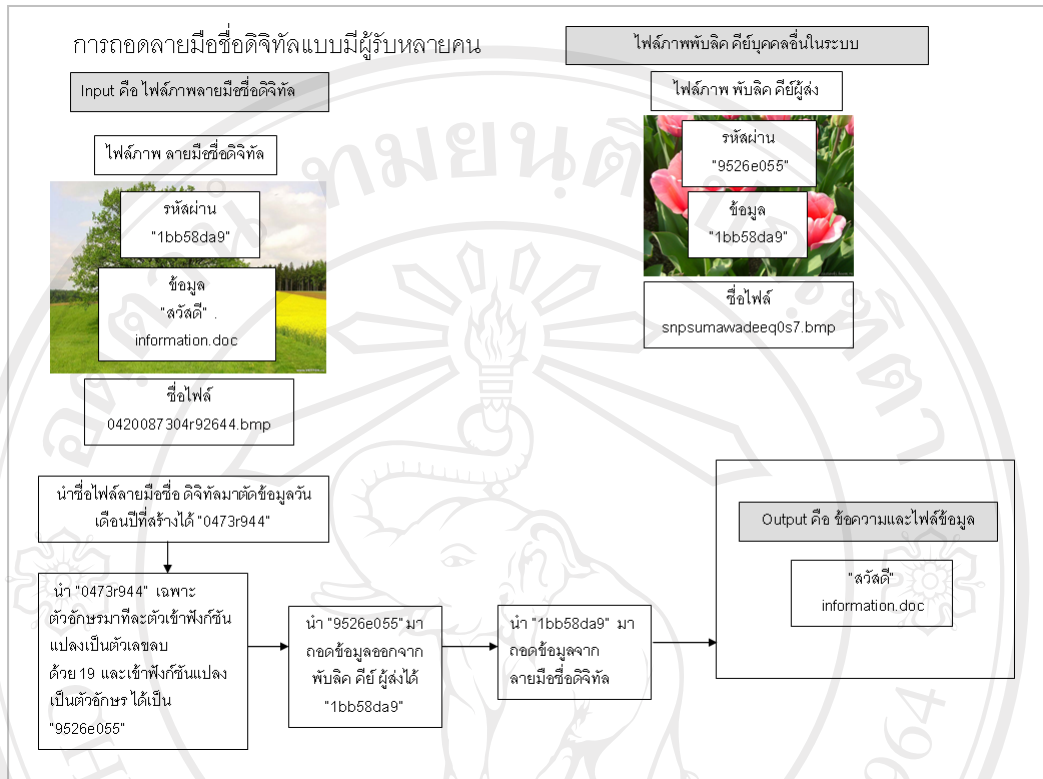 การถอดลายมือชื่อดิจิทัลแบบมีผู้รับหลายคน
Input คือ ไฟล์ภาพลายมือชื่อดิจิทัล
ไฟล์ภาพ ลายมือชื่อดิจิทัล
รหัสผ่าน
"1bb58da9"
ข้อมูล
"สวัสดี" .
information.doc
ชื่อไฟล์
0420087304r92644.bmp
ไฟล์ภาพพับลิค คีย์บุคคลอื่นในระบบ
ไฟล์ภาพ พับลิค คีย์ผู้ส่ง
รหัสผ่าน
"9526e055"
ข้อมูล
"1bb58da9"
ชื่อไฟล์
snpsumawadeeq0s7.bmp
นำชื่อไฟล์ลายมือชื่อ ดิจิทัลมาตัดข้อมูลวัน
เดือนปีที่สร้างได้ "0473r944"
นำ "0473r944" เฉพาะ
ตัวอักษรมาทีละตัวเข้าฟังก์ชัน
แปลงเป็นตัวเลขลบ
ด้วย 19 และเข้าฟังก์ชันแปลง
เป็นตัวอักษร ได้เป็น
"9526e055"
นำ "9526e055" มา
ถอดข้อมูลออกจาก
พับลิค คีย์ ผู้ส่งได้
"1bb58da9"
นำ "1bb58da9" มา
ถอดข้อมูลจาก
ลายมือชื่อดิจิทัล
Output คือ ข้อความและไฟล์ข้อมูล
"สวัสดี"
information.doc